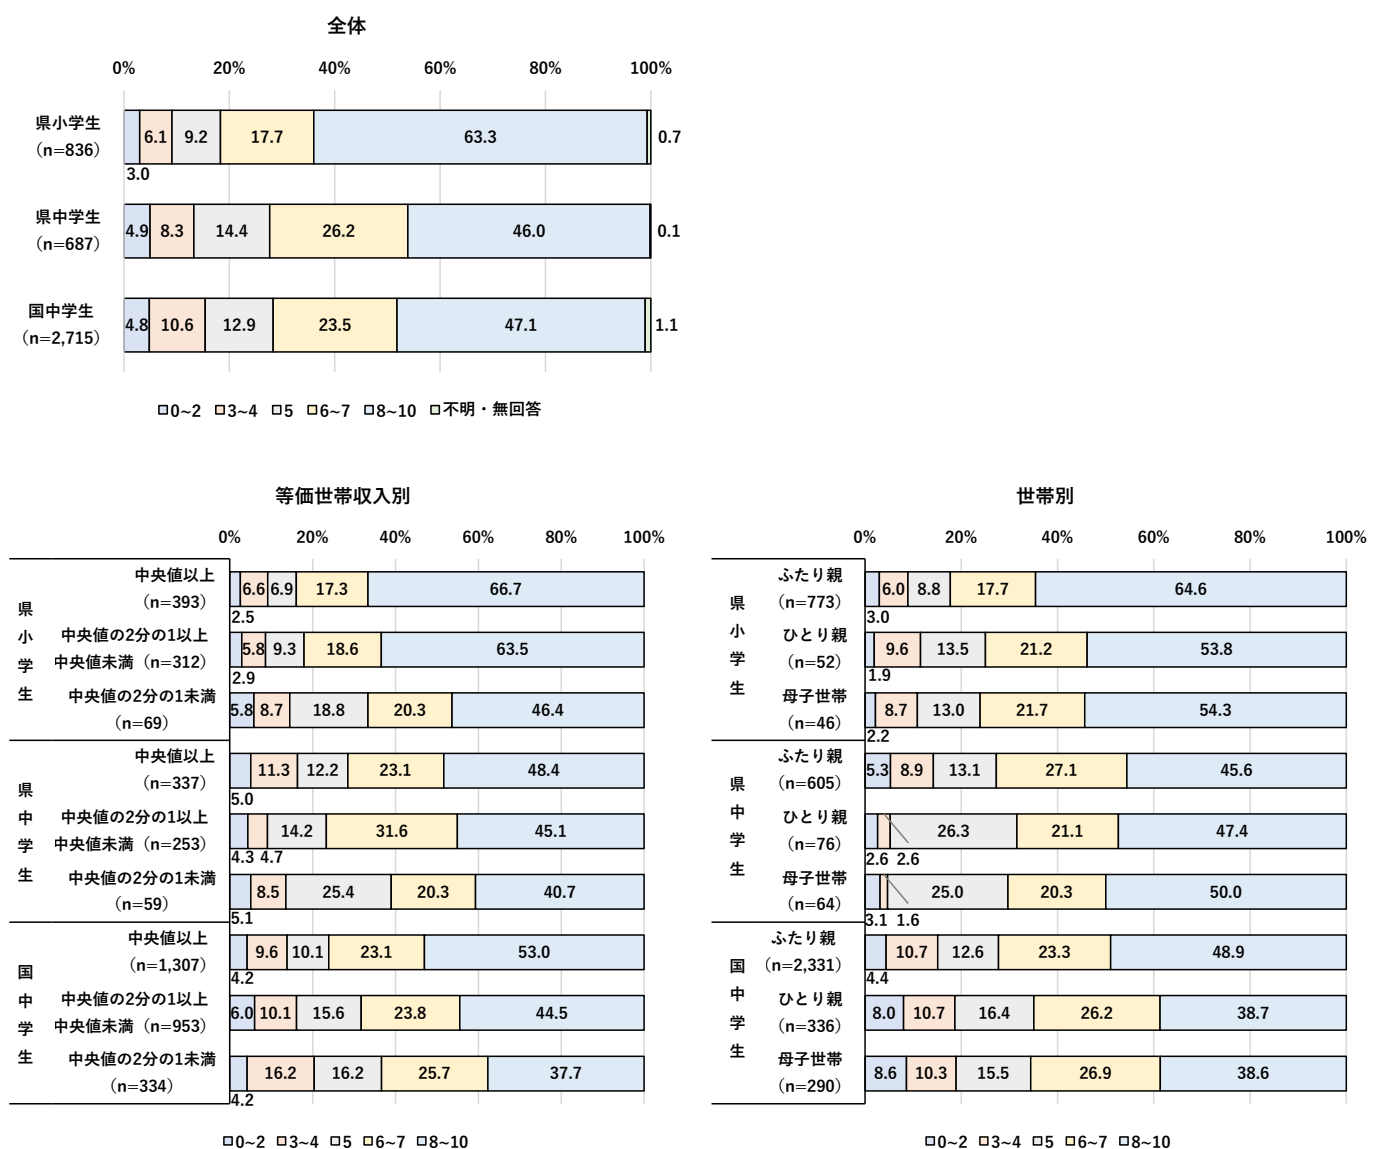 全体
0% 20% 40% 60% 80% 100%
県小学生
（n=836）
6.1 9.2 17.7 63.3 0.7
3.0
県中学生
（n=687）
4.9 8.3 14.4 26.2 46.0 0.1
国中学生
（n=2,715）
4.8 10.6 12.9 23.5 47.1 1.1
0~2 3~4 5 6~7 8~10 不明・無回答
等価世帯収入別
0% 20% 40% 60% 80% 100%
県小学生
中央値以上
（n=393）
6.6 6.9 17.3 66.7
2.5
中央値の2分の1以上
中央値未満（n=312）
5.8 9.3 18.6 63.5
2.9
中央値の2分の1未満
（n=69）
5.8 8.7 18.8 20.3 46.4
県中学生
中央値以上
（n=337）
11.3 12.2 23.1 48.4
5.0
中央値の2分の1以上
中央値未満（n=253）
14.2 31.6 45.1
4.3 4.7
中央値の2分の1未満
（n=59）
8.5 25.4 20.3 40.7
5.1
国中学生
中央値以上
（n=1,307）
9.6 10.1 23.1 53.0
4.2
中央値の2分の1以上
中央値未満（n=953）
6.0 10.1 15.6 23.8 44.5
中央値の2分の1未満
（n=334）
16.2 16.2 25.7 37.7
4.2
0~2 3~4 5 6~7 8~10
世帯別
0% 20% 40% 60% 80% 100%
県小学生
ふたり親
（n=773）
6.0 8.8 17.7 64.6
3.0
ひとり親
（n=52）
9.6 13.5 21.2 53.8
1.9
母子世帯
（n=46）
8.7 13.0 21.7 54.3
2.2
県中学生
ふたり親
（n=605）
5.3 8.9 13.1 27.1 45.6
ひとり親
（n=76）
26.3 21.1 47.4
2.6 2.6
母子世帯
（n=64）
25.0 20.3 50.0
3.1 1.6
国中学生
ふたり親
（n=2,331）
10.7 12.6 23.3 48.9
4.4
ひとり親
（n=336）
8.0 10.7 16.4 26.2 38.7
母子世帯
（n=290）
8.6 10.3 15.5 26.9 38.6
0~2 3~4 5 6~7 8~10